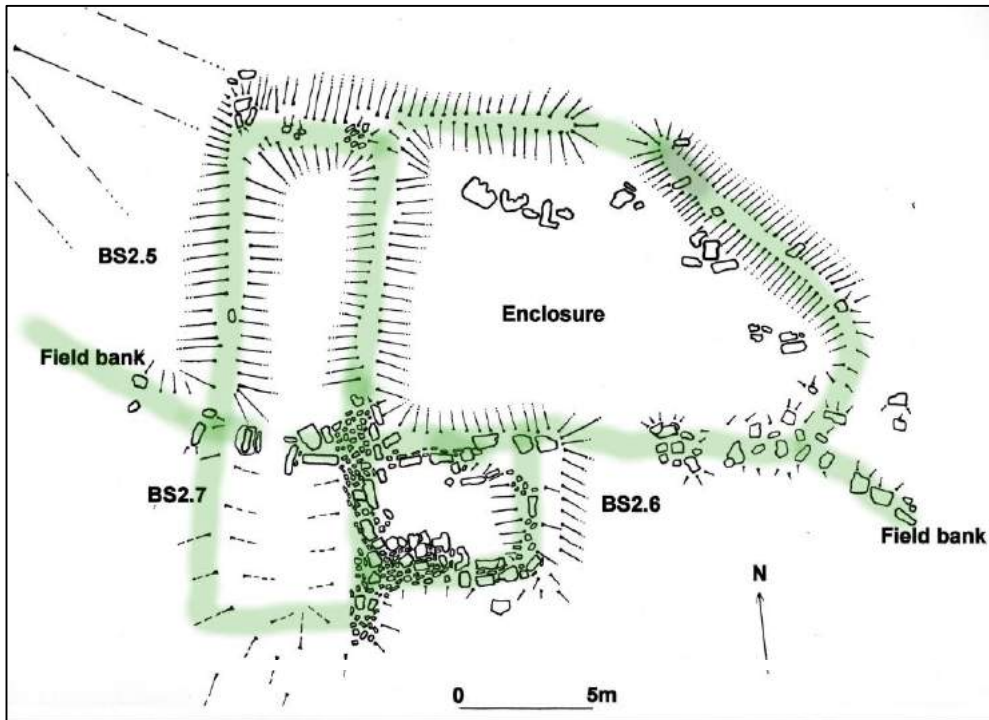 BS2.5
Enclosure
Field bank
BS2.7
BS2.6
Field bank
N
0 5m